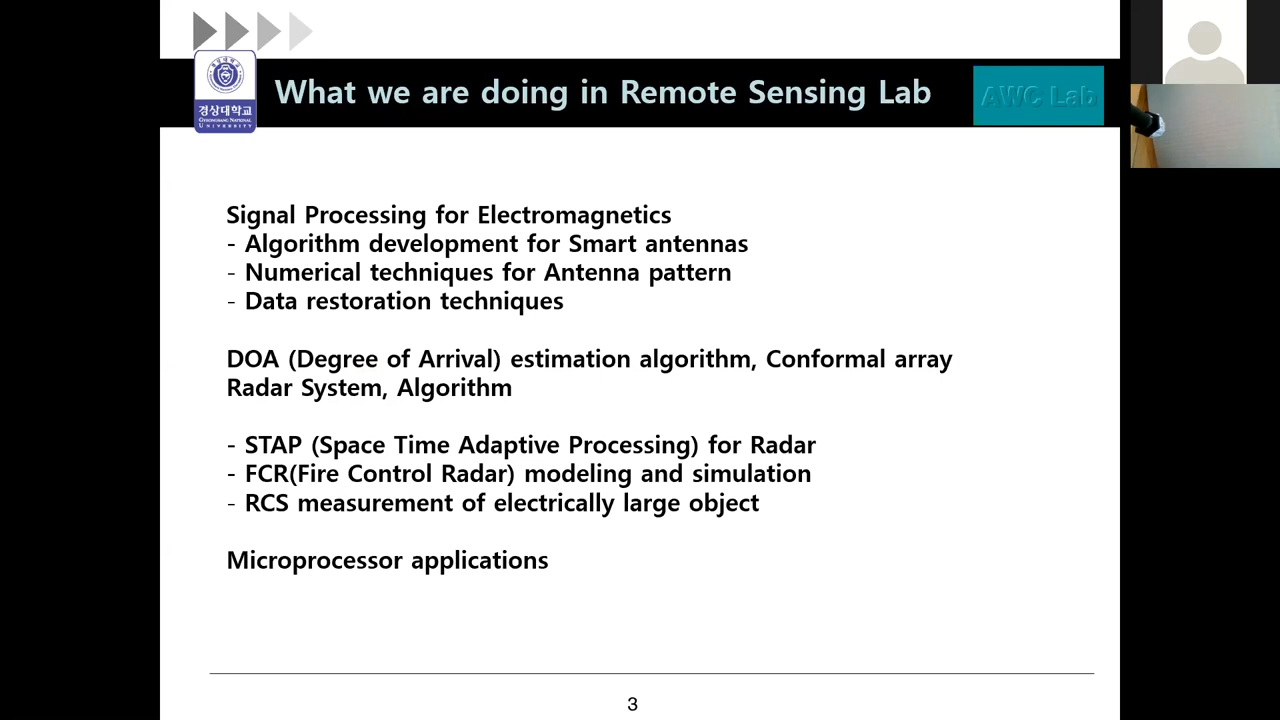 경상대학교
GYEONGSANG NATIONAL
UNIVERSITY
What we are doing in Remote Sensing Lab
AWC Lab
Signal Processing for Electromagnetics
- Algorithm development for Smart antennas
- Numerical techniques for Antenna pattern
- Data restoration techniques
DOA (Degree of Arrival) estimation algorithm, Conformal array
Radar System, Algorithm
- STAP (Space Time Adaptive Processing) for Radar
- FCR(Fire Control Radar) modeling and simulation
- RCS measurement of electrically large object
Microprocessor applications
3